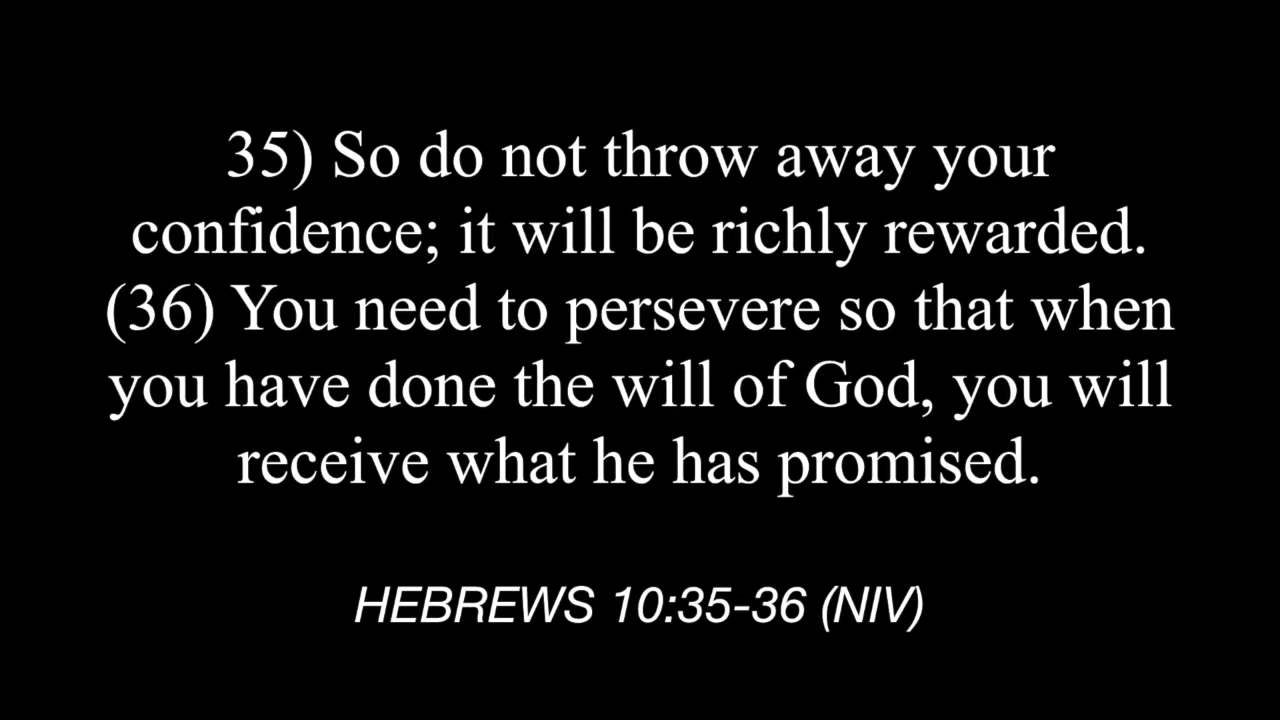 35) So do not throw away your
confidence; it will be richly rewarded.
(36) You need to persevere so that when
you have done the will of God, you will
receive what he has promised.
HEBREWS 10:35-36 (NIV)